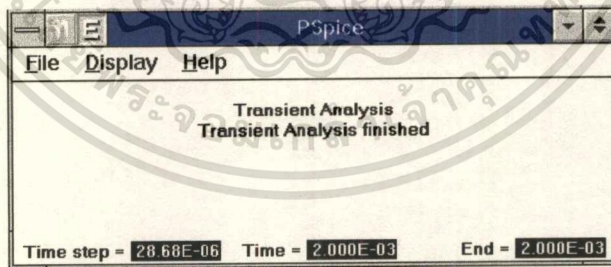 PSpice
File Display Help
Transient Analysis
Transient Analysis finished
Time step = 28.68E-06 Time = 2.000E-03 End = 2.000E-03